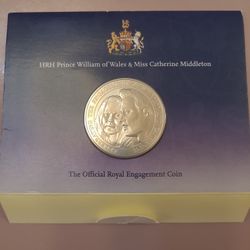 HRH Prince William of Wales & Miss Catherine Middleton
The Official Royal Engagement Coin